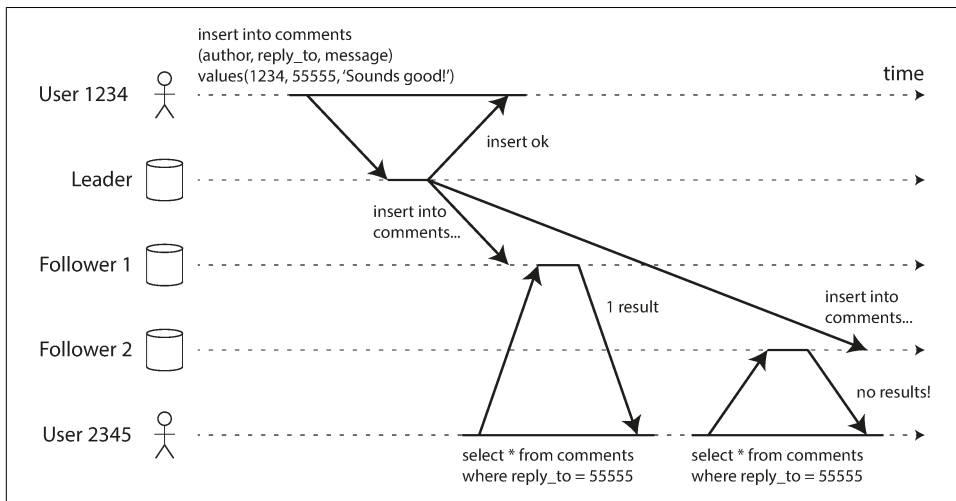 insert into comments
(author, reply_to, message)
values(1234, 55555, ‘Sounds good!’)
time
User 1234
insert ok
Leader
insert into
comments...
Follower 1
1 result
insert into
comments...
Follower 2
no results!
User 2345
select * from comments
where reply_to = 55555
select * from comments
where reply_to = 55555